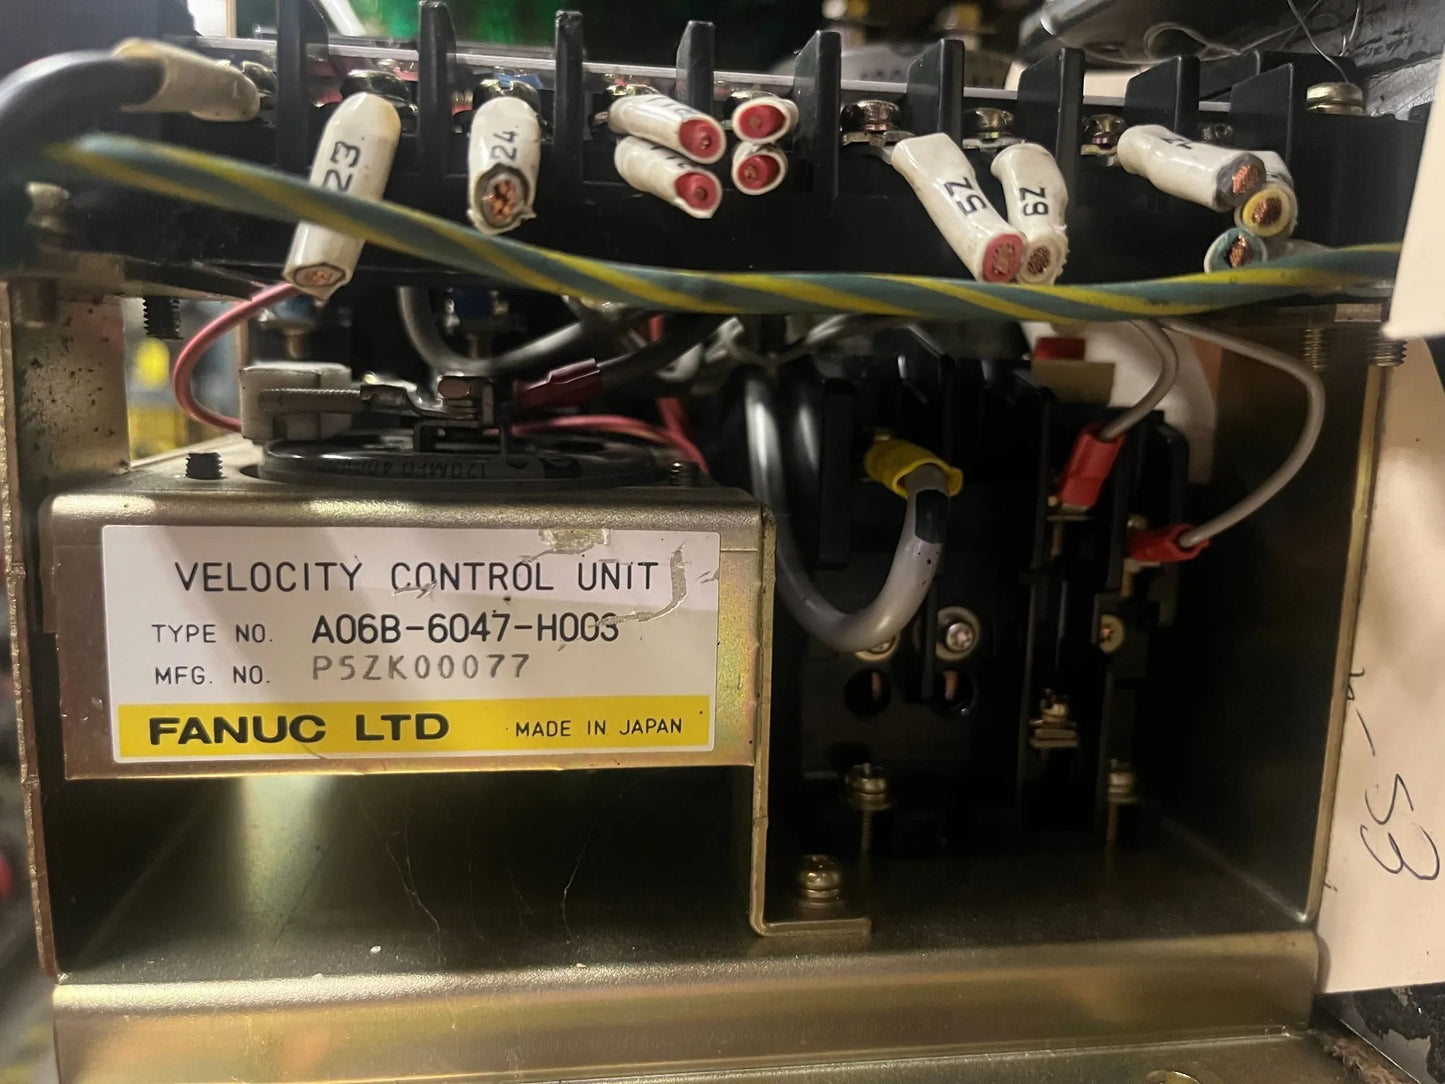 23
24
5Z
6Z
VELOCITY CONTROL UNIT
TYPE NO. A06B-6047-H003
MFG. NO. P5ZK00077
FANUC LTD MADE IN JAPAN